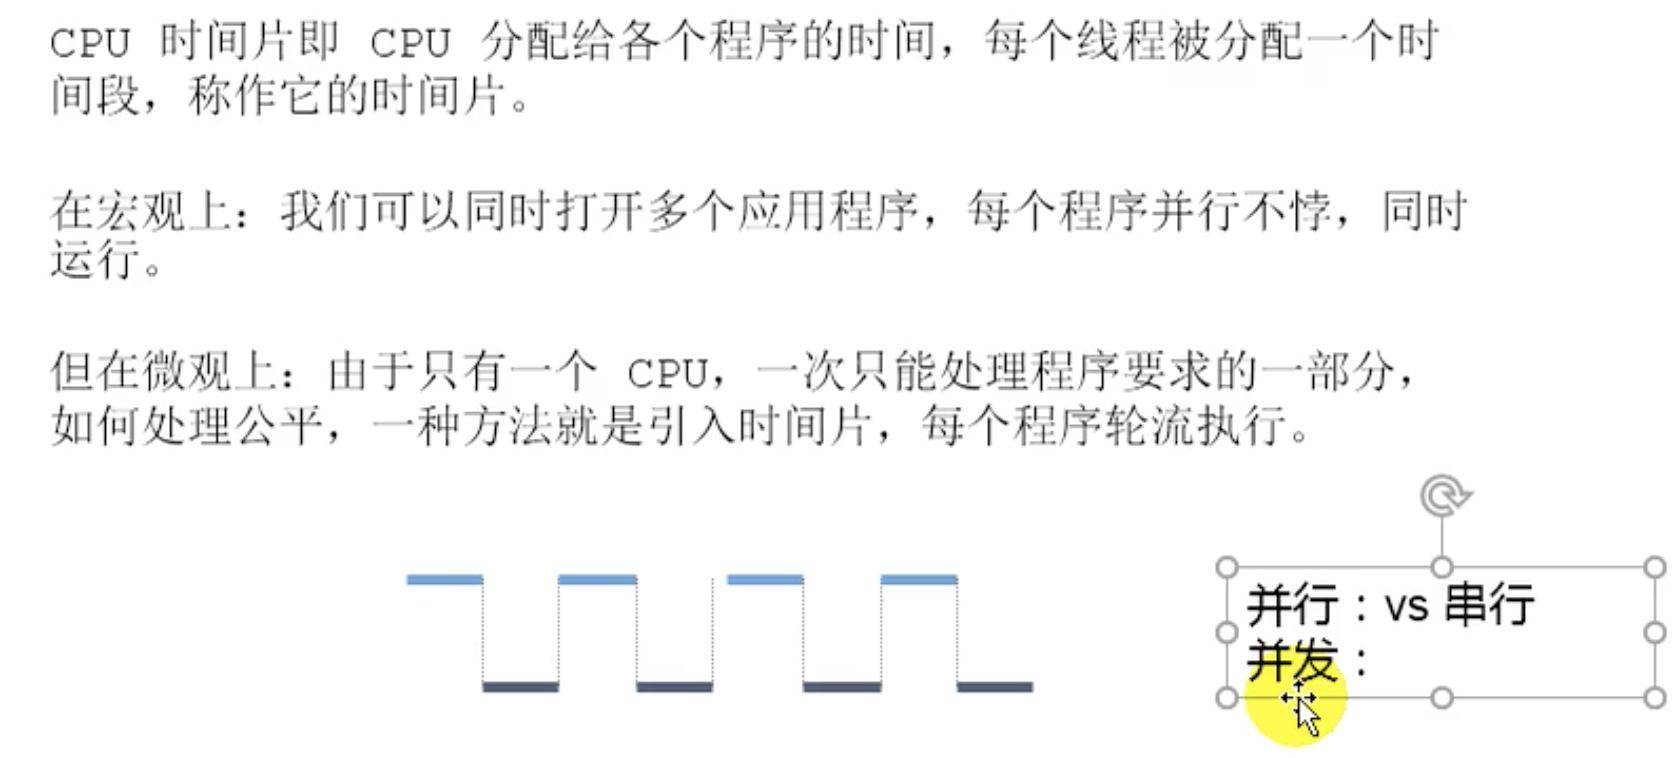 CPU 时间片即 CPU 分配给各个程序的时间，每个线程被分配一个时
间段，称作它的时间片。
在宏观上：我们可以同时打开多个应用程序，每个程序并行不悖，同时
运行。
但在微观上：由于只有一个 CPU，一次只能处理程序要求的一部分，
如何处理公平，一种方法就是引入时间片，每个程序轮流执行。
并行：vs 串行
并发：